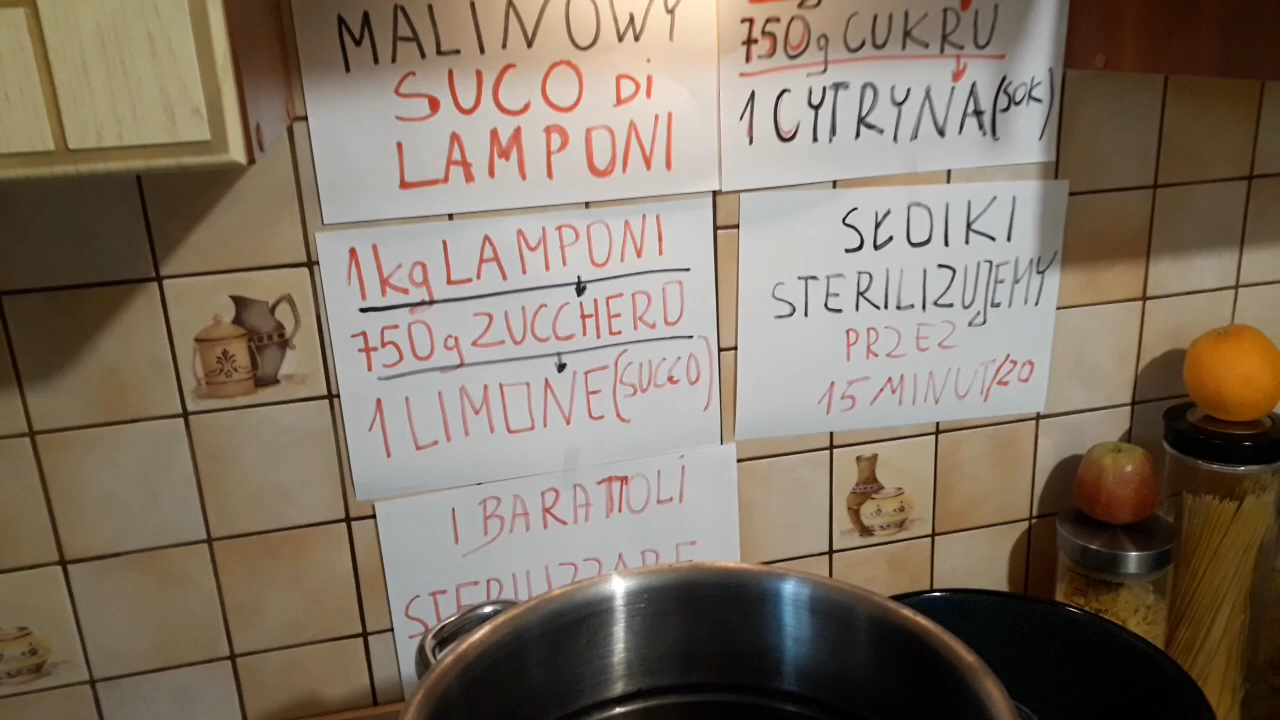 MALINOWY
SUCO Di
LAMPONI
750g CUKRU
1 CYTRYNA (SOK)
1kg LAMPONI
750g ZUCCHERO
1 LIMONE (SUCCO)
SŁOIKI
STERILIZUJEMY
PRZEZ
15 MINUT/20
I BARATTOLi
STERILIZZARE